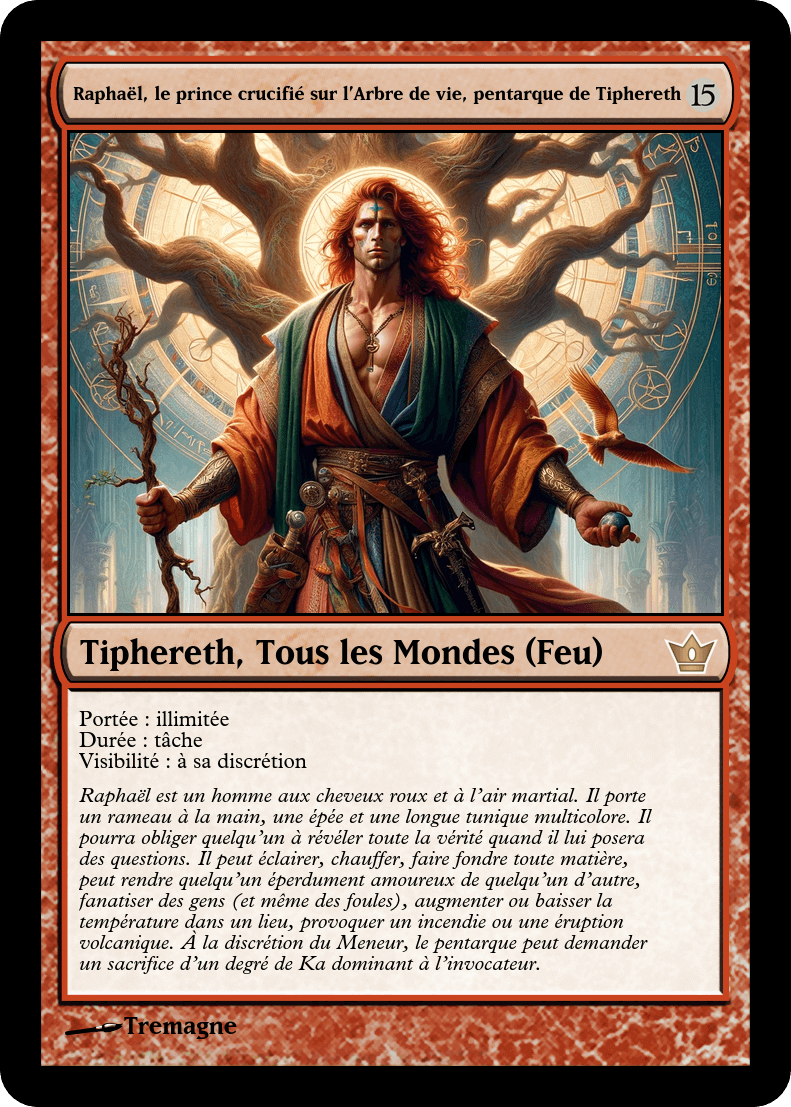 Raphaël, le prince crucifié sur l'Arbre de vie, pentarque de Tiphereth 15
Tiphereth, Tous les Mondes (Feu)
Portée : illimitée
Durée : tâche
Visibilité : à sa discrétion
Raphaël est un homme aux cheveux roux et à l'air martial. Il porte
un rameau à la main, une épée et une longue tunique multicolore. Il
pourra obliger quelqu'un à révéler toute la vérité quand il lui posera
des questions. Il peut éclairer, chauffer, faire fondre toute matière,
peut rendre quelqu'un éperdument amoureux de quelqu'un d'autre,
fanatiser des gens (et même des foules), augmenter ou baisser la
température dans un lieu, provoquer un incendie ou une éruption
volcanique. À la discrétion du Meneur, le pentarque peut demander
un sacrifice d'un degré de Ka dominant à l'invocateur.
Tremagne